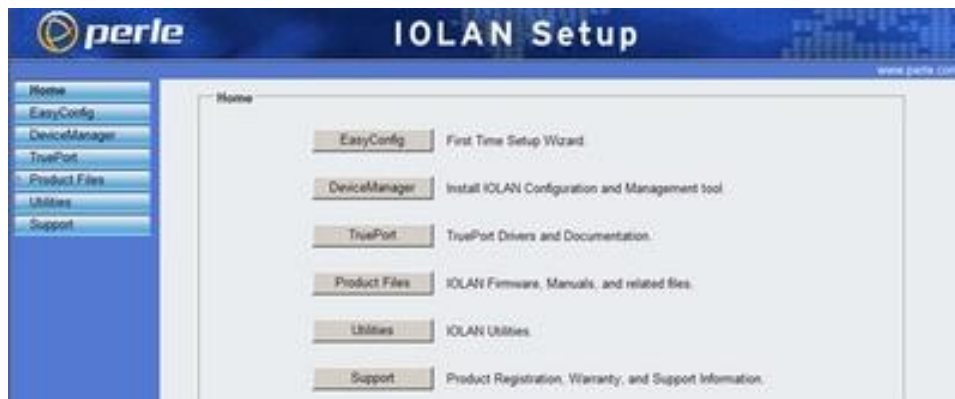 perle
IOLAN Setup
www.perle.com
Home
EasyConfig
DeviceManager
TruePort
Product Files
Utilities
Support
Home
EasyConfig First Time Setup Wizard.
DeviceManager Install IOLAN Configuration and Management tool
TruePort TruePort Drivers and Documentation.
Product Files IOLAN Firmware, Manuals, and related files.
Utilities IOLAN Utilities
Support Product Registration, Warranty, and Support Information.